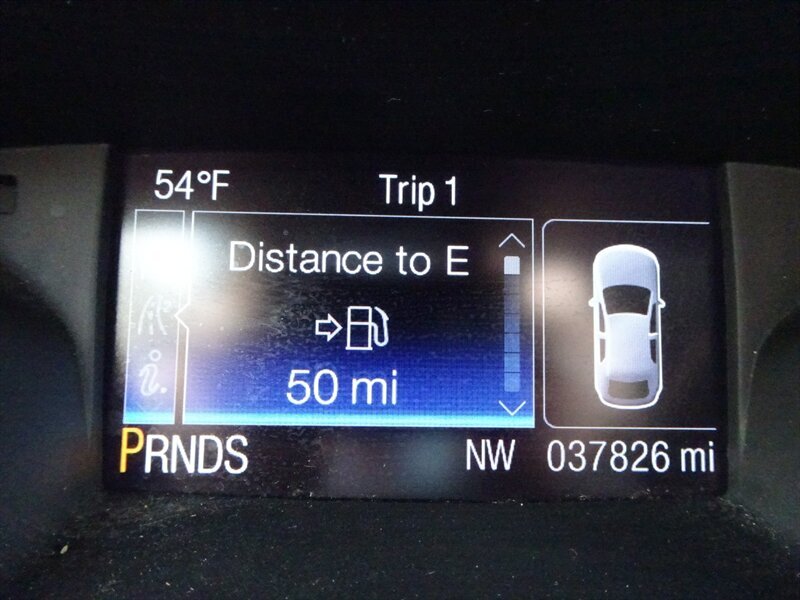 54°F Trip 1
Distance to E
50 mi
i
PRNDS NW 037826 mi